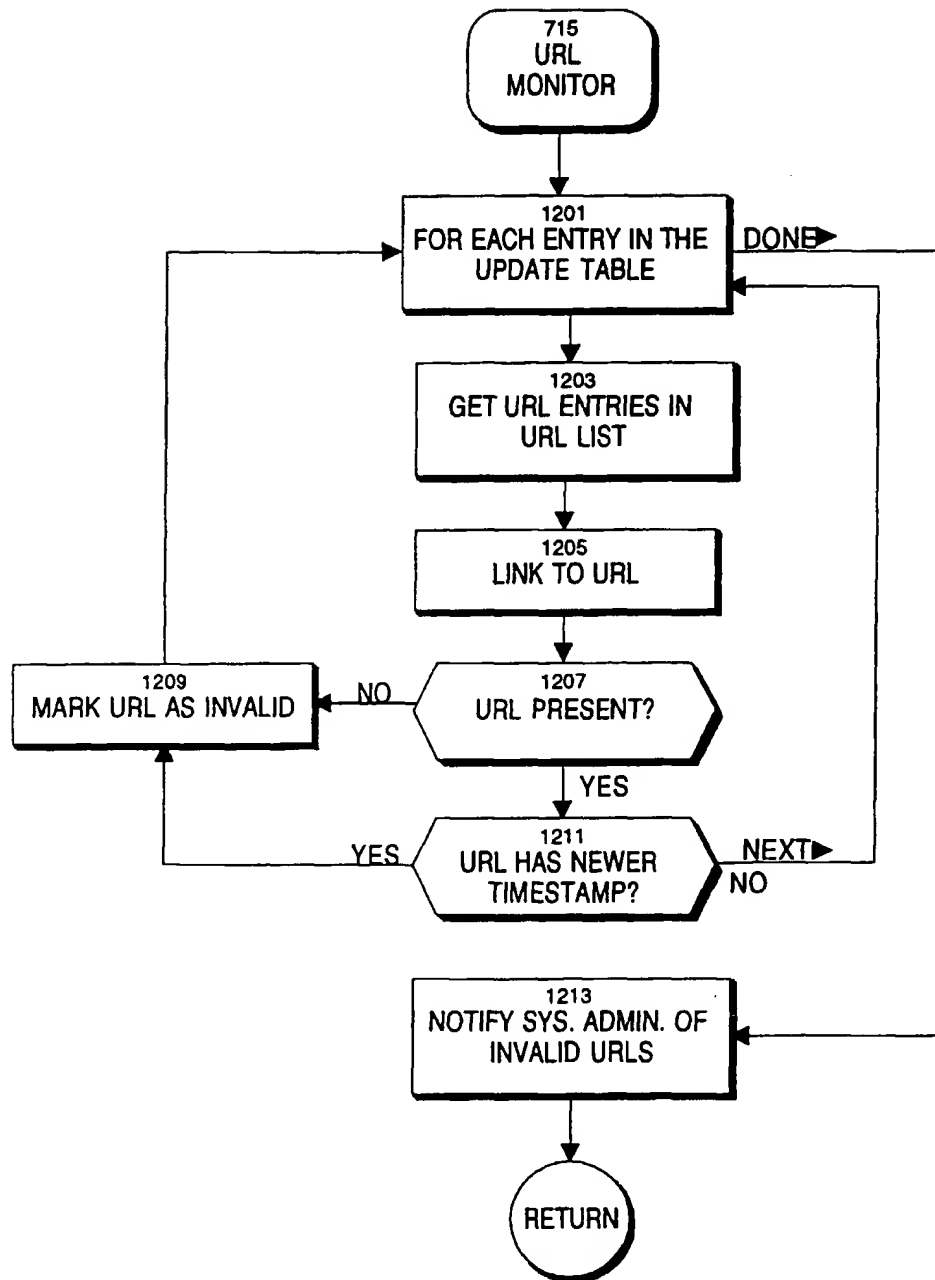 715
URL
MONITOR
1201
FOR EACH ENTRY IN THE
UPDATE TABLE
DONE
1203
GET URL ENTRIES IN
URL LIST
1205
LINK TO URL
1207
URL PRESENT?
NO
1209
MARK URL AS INVALID
YES
1211
URL HAS NEWER
TIMESTAMP?
YES
NEXT
NO
1213
NOTIFY SYS. ADMIN. OF
INVALID URLS
RETURN